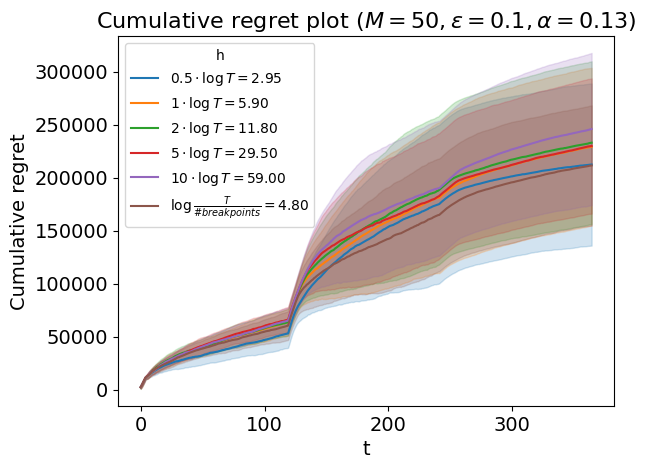 Cumulative regret plot (M = 50, ε = 0.1, α = 0.13)
h
0.5 · log T = 2.95
1 · log T = 5.90
2 · log T = 11.80
5 · log T = 29.50
10 · log T = 59.00
log T/#breakpoints = 4.80
Cumulative regret
300000
250000
200000
150000
100000
50000
0
0 100 200 300
t